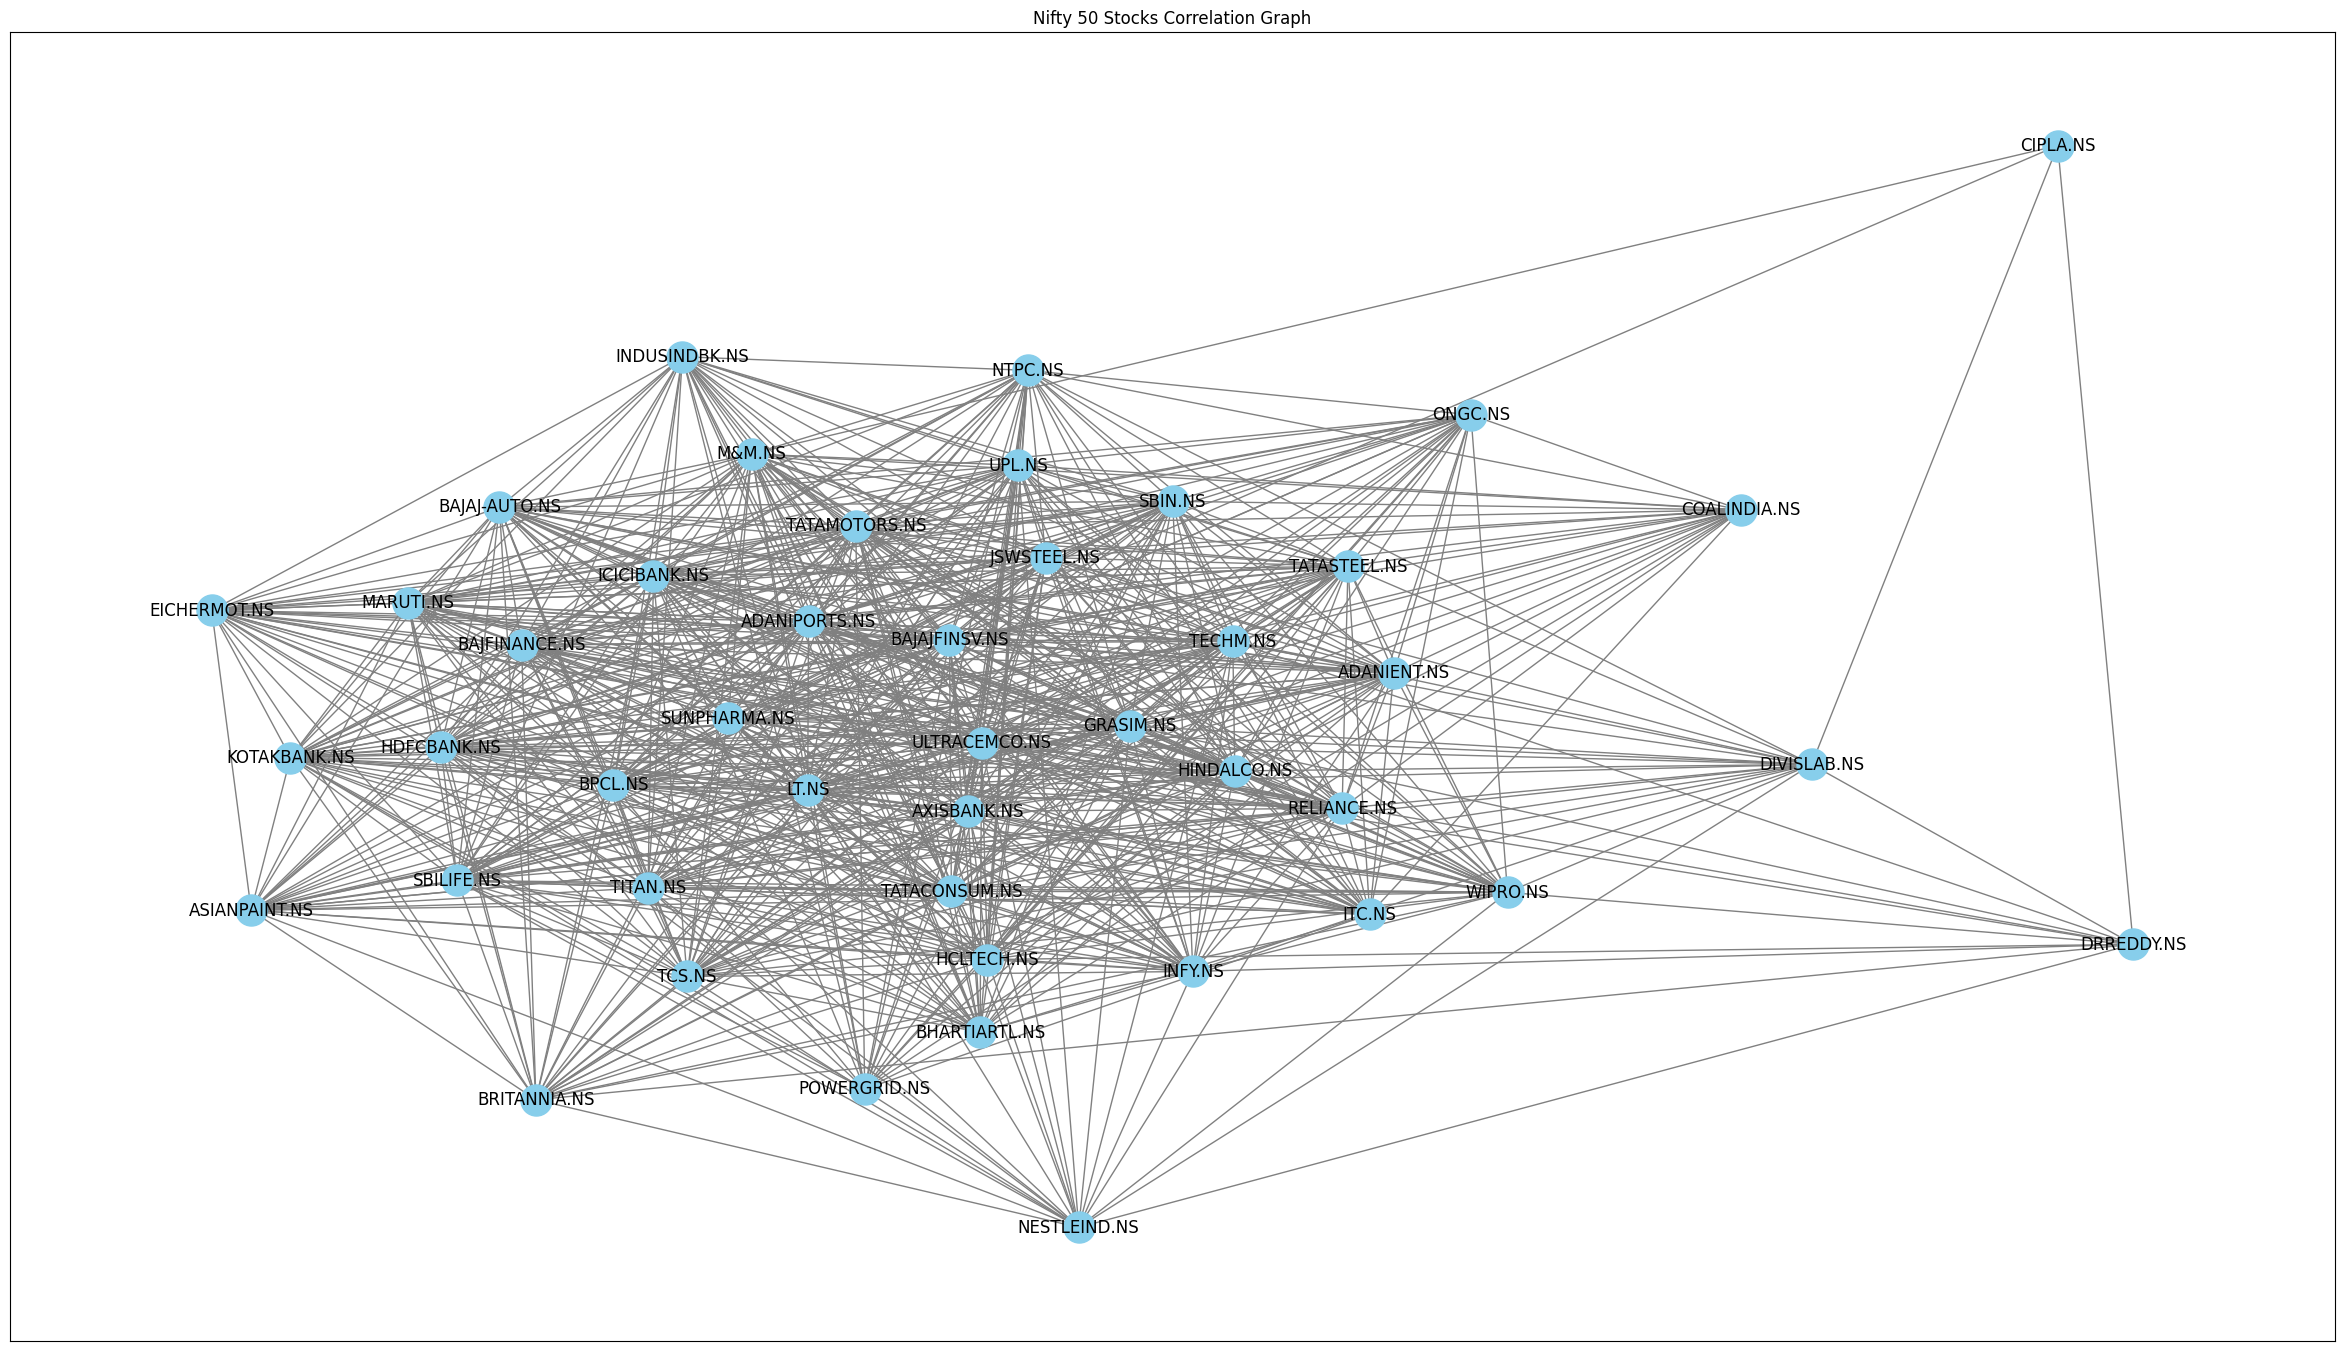 Nifty 50 Stocks Correlation Graph
CIPLA.NS
INDUSINDBK.NS
NTPC.NS
ONGC.NS
M&M.NS
UPL.NS
SBIN.NS
BAJAJ-AUTO.NS
COALINDIA.NS
TATAMOTORS.NS
JSWSTEEL.NS
TATASTEEL.NS
ICICIBANK.NS
MARUTI.NS
EICHERMOT.NS
ADANIPORTS.NS
BAJAJFINSV.NS
TECHM.NS
BAJFINANCE.NS
ADANIENT.NS
SUNPHARMA.NS
GRASIM.NS
ULTRACEMCO.NS
HDFCBANK.NS
KOTAKBANK.NS
DIVISLAB.NS
HINDALCO.NS
BPCL.NS
LT.NS
RELIANCE.NS
AXISBANK.NS
SBILIFE.NS
TITAN.NS
TATACONSUM.NS
WIPRO.NS
ASIANPAINT.NS
ITC.NS
DRREDDY.NS
HCLTECH.NS
INFY.NS
TCS.NS
BHARTIARTL.NS
POWERGRID.NS
BRITANNIA.NS
NESTLEIND.NS